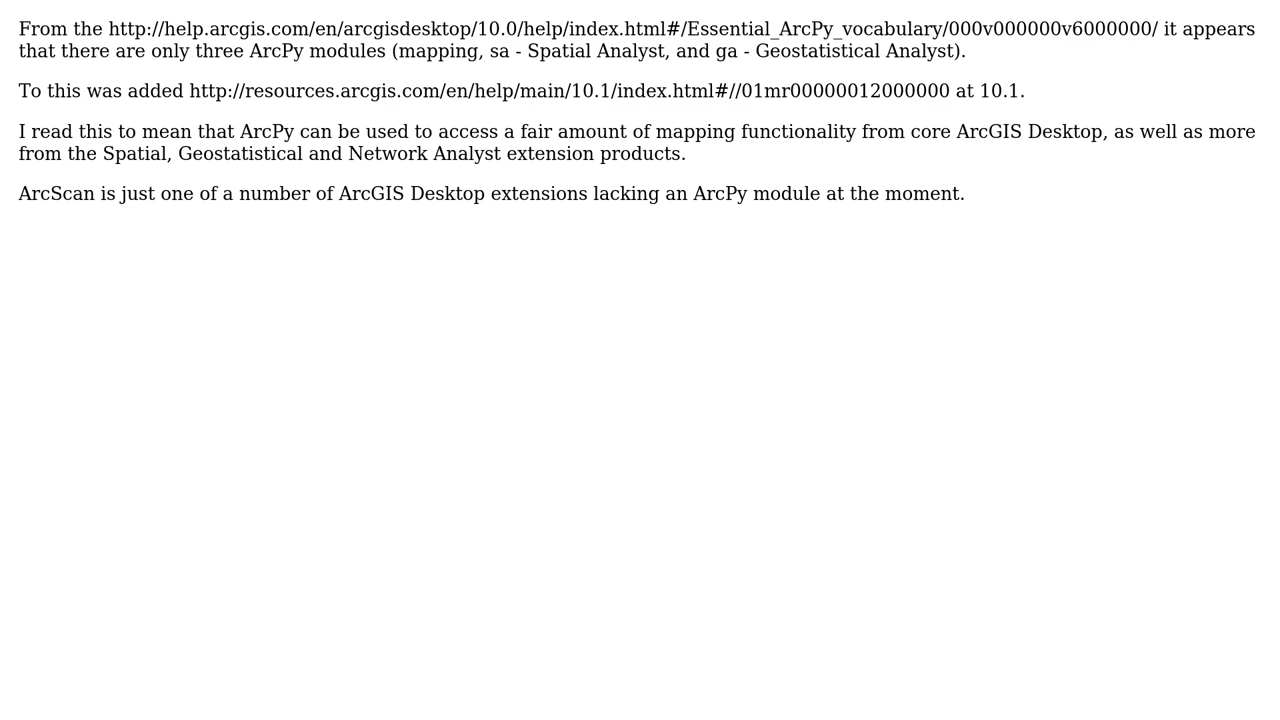 From the http://help.arcgis.com/en/arcgisdesktop/10.0/help/index.html#/Essential_ArcPy_vocabulary/000v000000v6000000/ it appears
that there are only three ArcPy modules (mapping, sa - Spatial Analyst, and ga - Geostatistical Analyst).
To this was added http://resources.arcgis.com/en/help/main/10.1/index.html#//01mr00000012000000 at 10.1.
I read this to mean that ArcPy can be used to access a fair amount of mapping functionality from core ArcGIS Desktop, as well as more
from the Spatial, Geostatistical and Network Analyst extension products.
ArcScan is just one of a number of ArcGIS Desktop extensions lacking an ArcPy module at the moment.